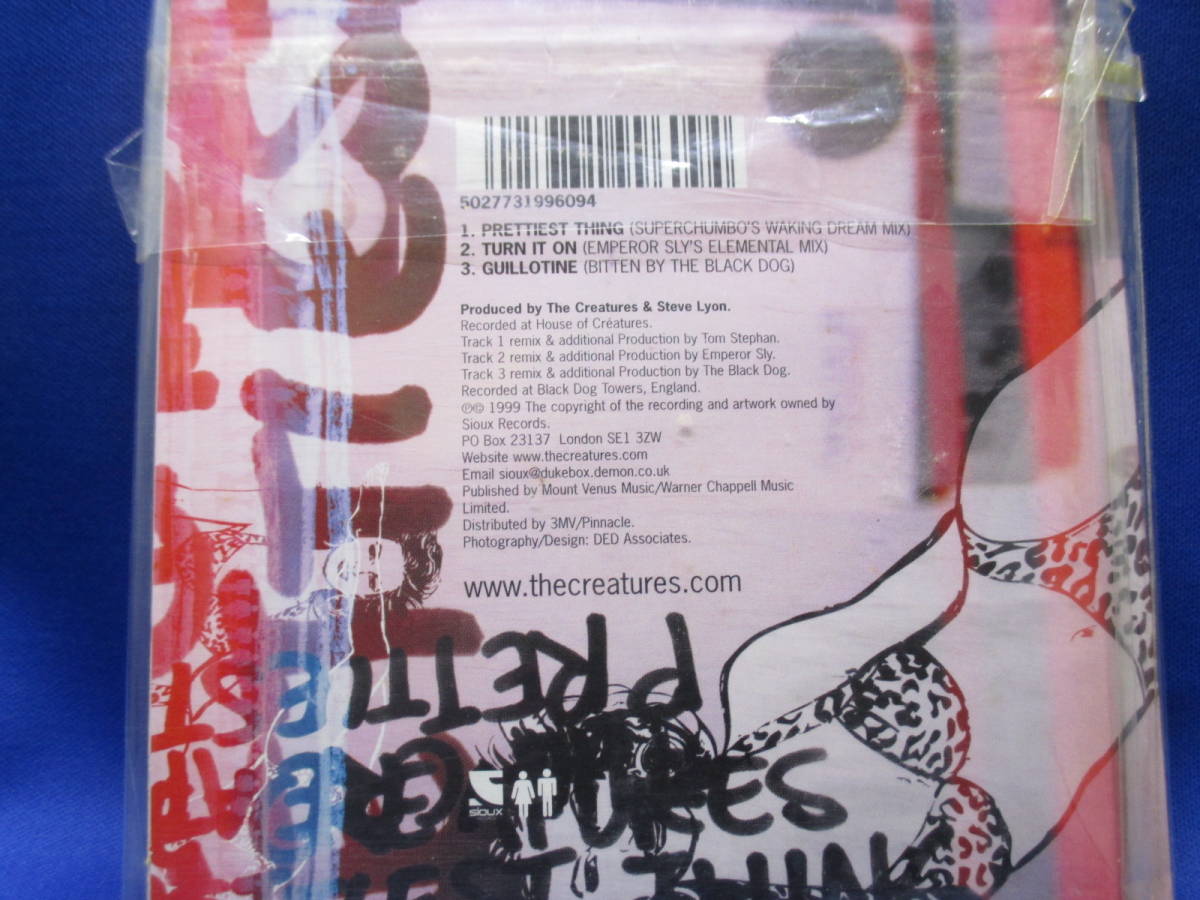 5027731996094
1. PRETTIEST THING (SUPERCHUMBO'S WAKING DREAM MIX)
2. TURN IT ON (EMPEROR SLY'S ELEMENTAL MIX)
3. GUILLOTINE (BITTEN BY THE BLACK DOG)
Produced by The Creatures & Steve Lyon.
Recorded at House of Créatures.
Track 1 remix & additional Production by Tom Stephan.
Track 2 remix & additional Production by Emperor Sly.
Track 3 remix & additional Production by The Black Dog.
Recorded at Black Dog Towers, England.
℗© 1999 The copyright of the recording and artwork owned by
Sioux Records.
PO Box 23137 London SE1 3ZW
Website www.thecreatures.com
Email sioux@dukebox.demon.co.uk
Published by Mount Venus Music/Warner Chappell Music
Limited.
Distributed by 3MV/Pinnacle.
Photography/Design: DED Associates.
www.thecreatures.com
PRETTI
CREATURES
sioux
EST THIN